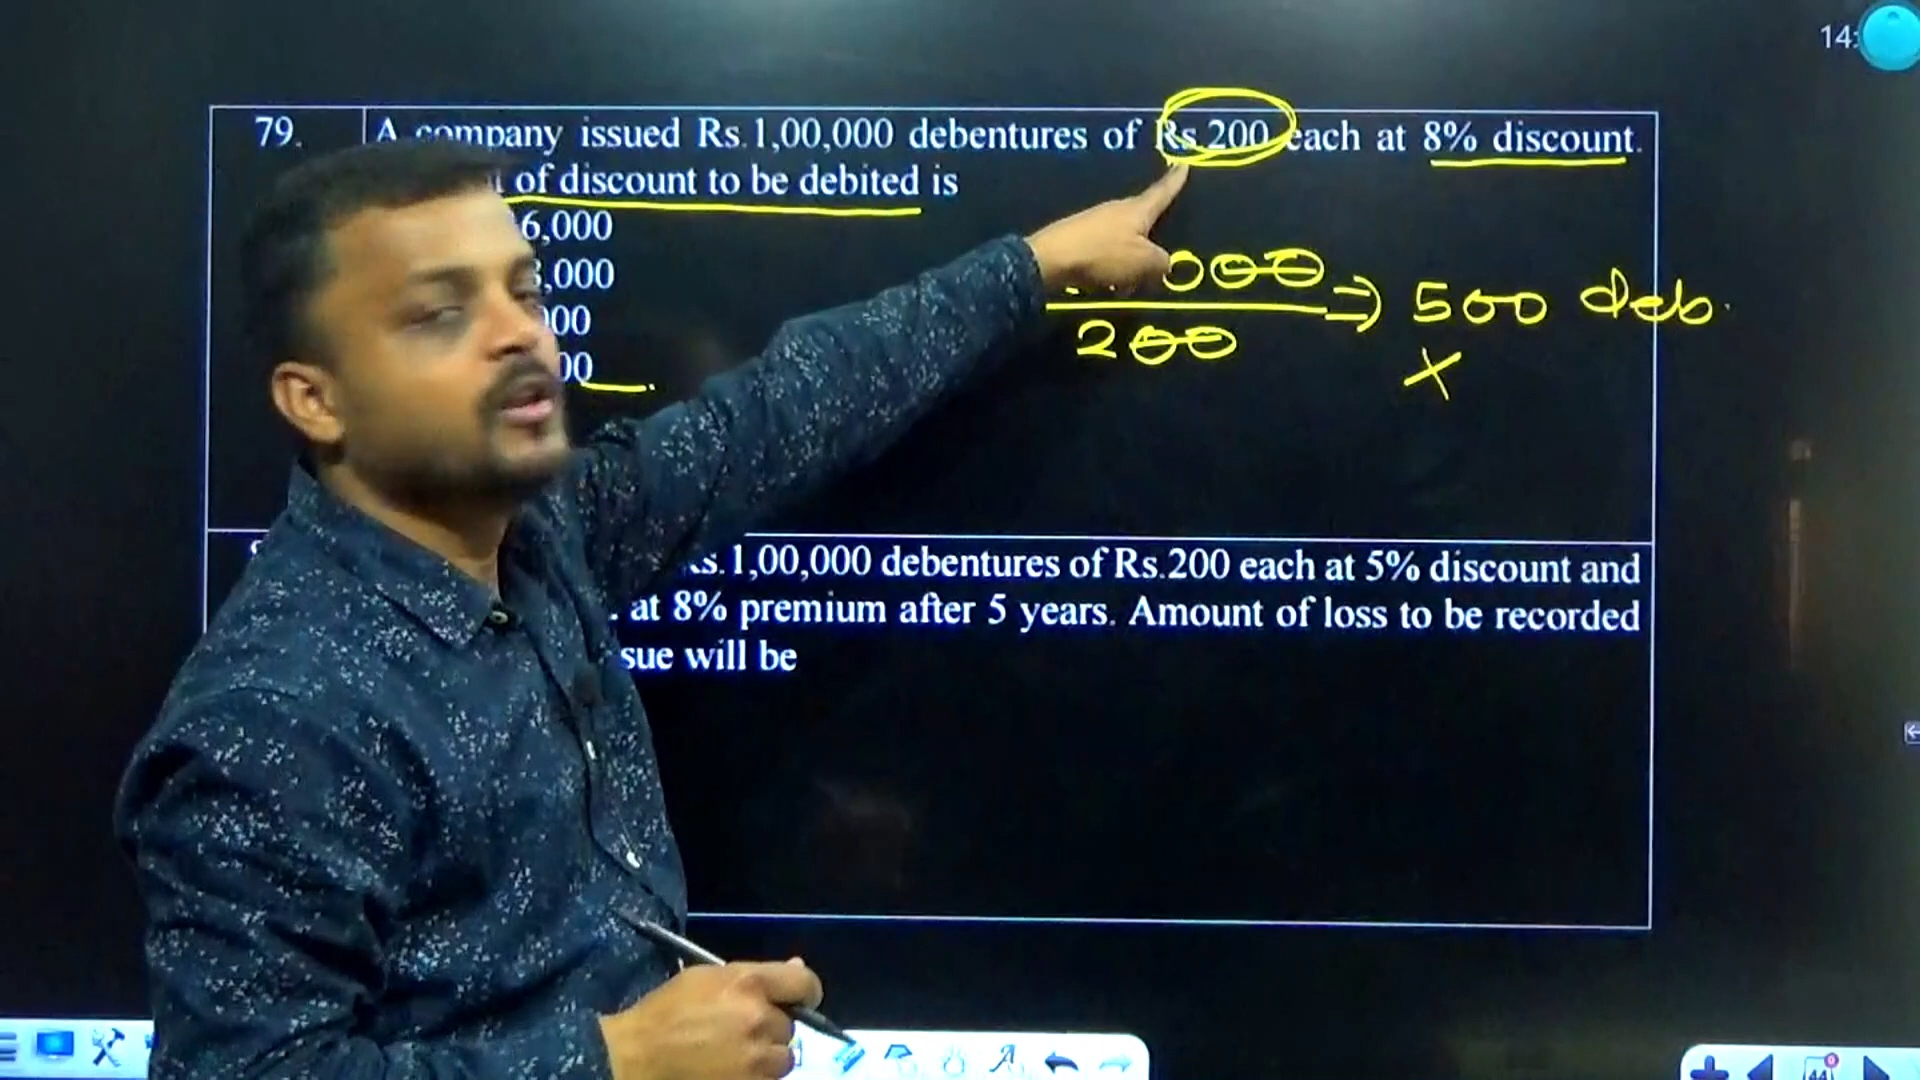 14:
79.
A company issued Rs.1,00,000 debentures of Rs.200 each at 8% discount.
of discount to be debited is
6,000
,000
00
00
000
200
500 deb.
X
Rs.1,00,000 debentures of Rs.200 each at 5% discount and
at 8% premium after 5 years. Amount of loss to be recorded
sue will be
44